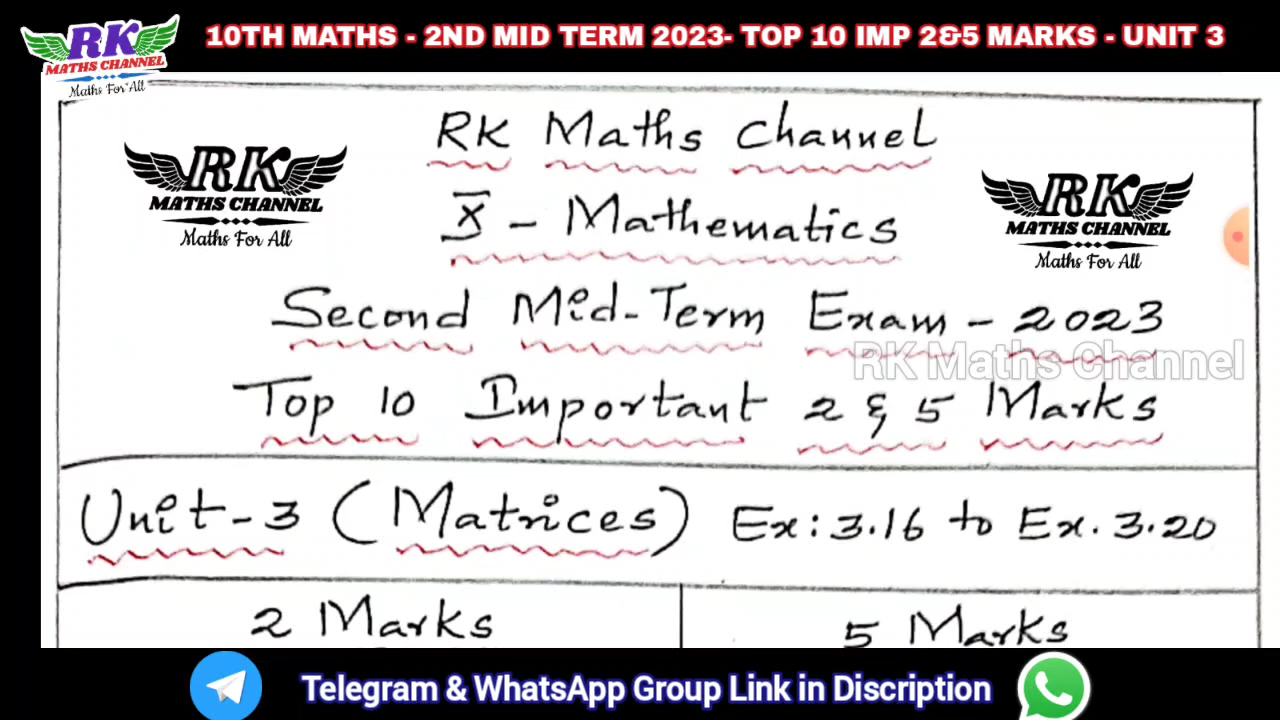 RK
MATHS CHANNEL
Maths For All
10TH MATHS - 2ND MID TERM 2023- TOP 10 IMP 2&5 MARKS - UNIT 3
RK Maths Channel
RK
MATHS CHANNEL
Maths For All
RK
MATHS CHANNEL
Maths For All
X - Mathematics
Second Mid-Term Exam - 2023
RK Maths Channel
Top 10 Important 2 & 5 Marks
Unit-3 (Matrices) Ex: 3.16 to Ex. 3.20
2 Marks
5 Marks
Telegram & WhatsApp Group Link in Discription